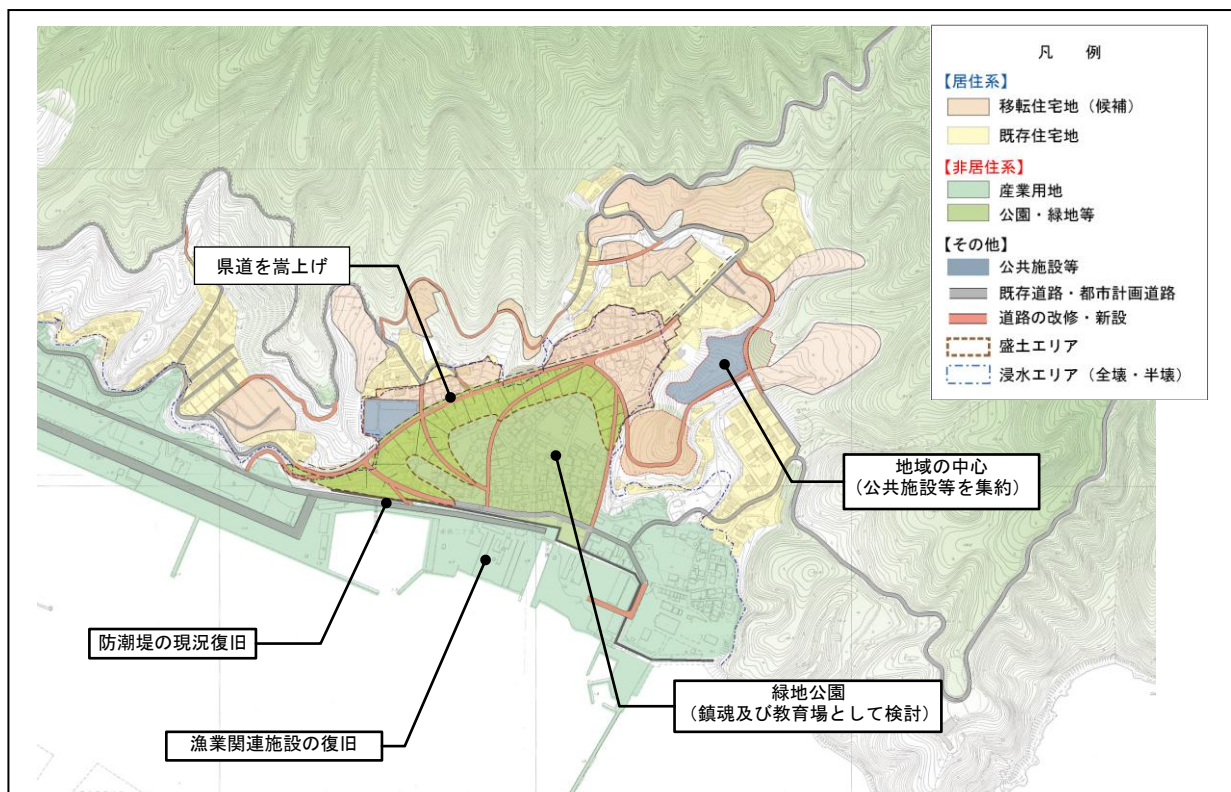 凡　例
【居住系】
移転住宅地（候補）
既存住宅地
【非居住系】
産業用地
公園・緑地等
【その他】
公共施設等
既存道路・都市計画道路
道路の改修・新設
盛土エリア
浸水エリア（全壊・半壊）
県道を嵩上げ
地域の中心
（公共施設等を集約）
防潮堤の現況復旧
緑地公園
（鎮魂及び教育場として検討）
漁業関連施設の復旧